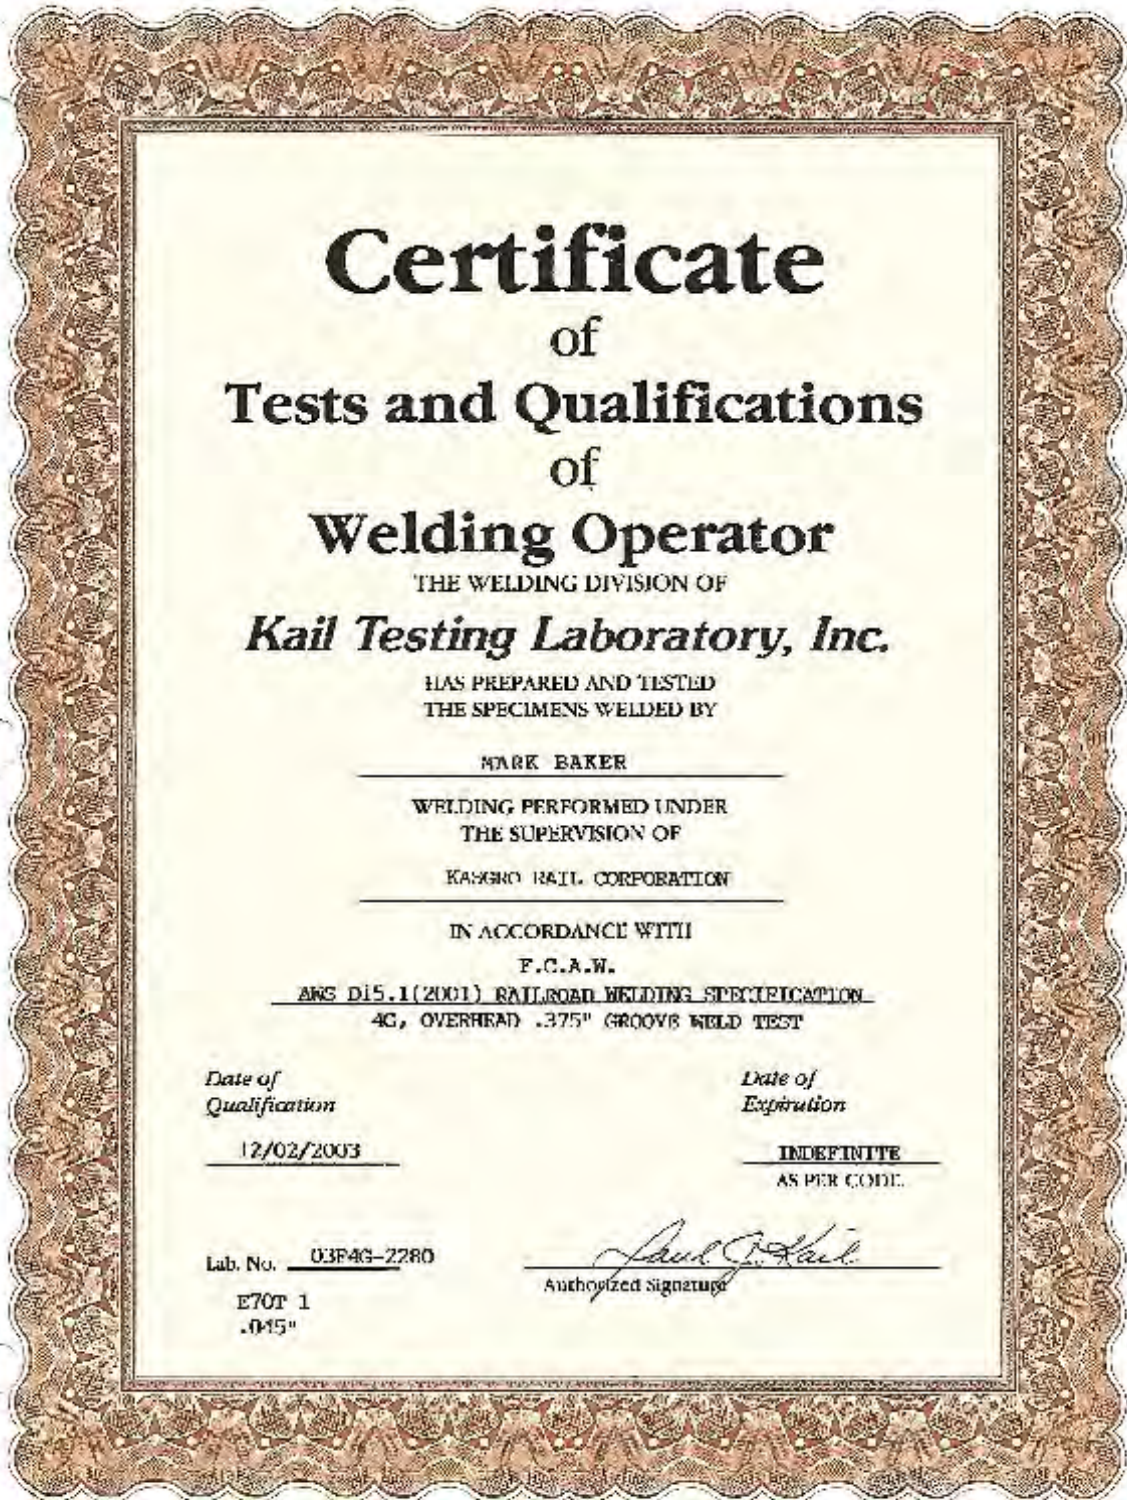 Certificate
of
Tests and Qualifications
of
Welding Operator
THE WELDING DIVISION OF
Kail Testing Laboratory, Inc.
HAS PREPARED AND TESTED
THE SPECIMENS WELDED BY
MARK BAKER
WELDING PERFORMED UNDER
THE SUPERVISION OF
KASGRO RAIL CORPORATION
IN ACCORDANCE WITH
F.C.A.W.
AWS D15.1(2001) RAILROAD WELDING SPECIFICATION
4G, OVERHEAD .375" GROOVE WELD TEST
Date of
Qualification
12/02/2003
Date of
Expiration
INDEFINITE
AS PER CODE
Lab. No. 03F4G-2280
E70T 1
.045"
Paul J. Kail
Authorized Signature